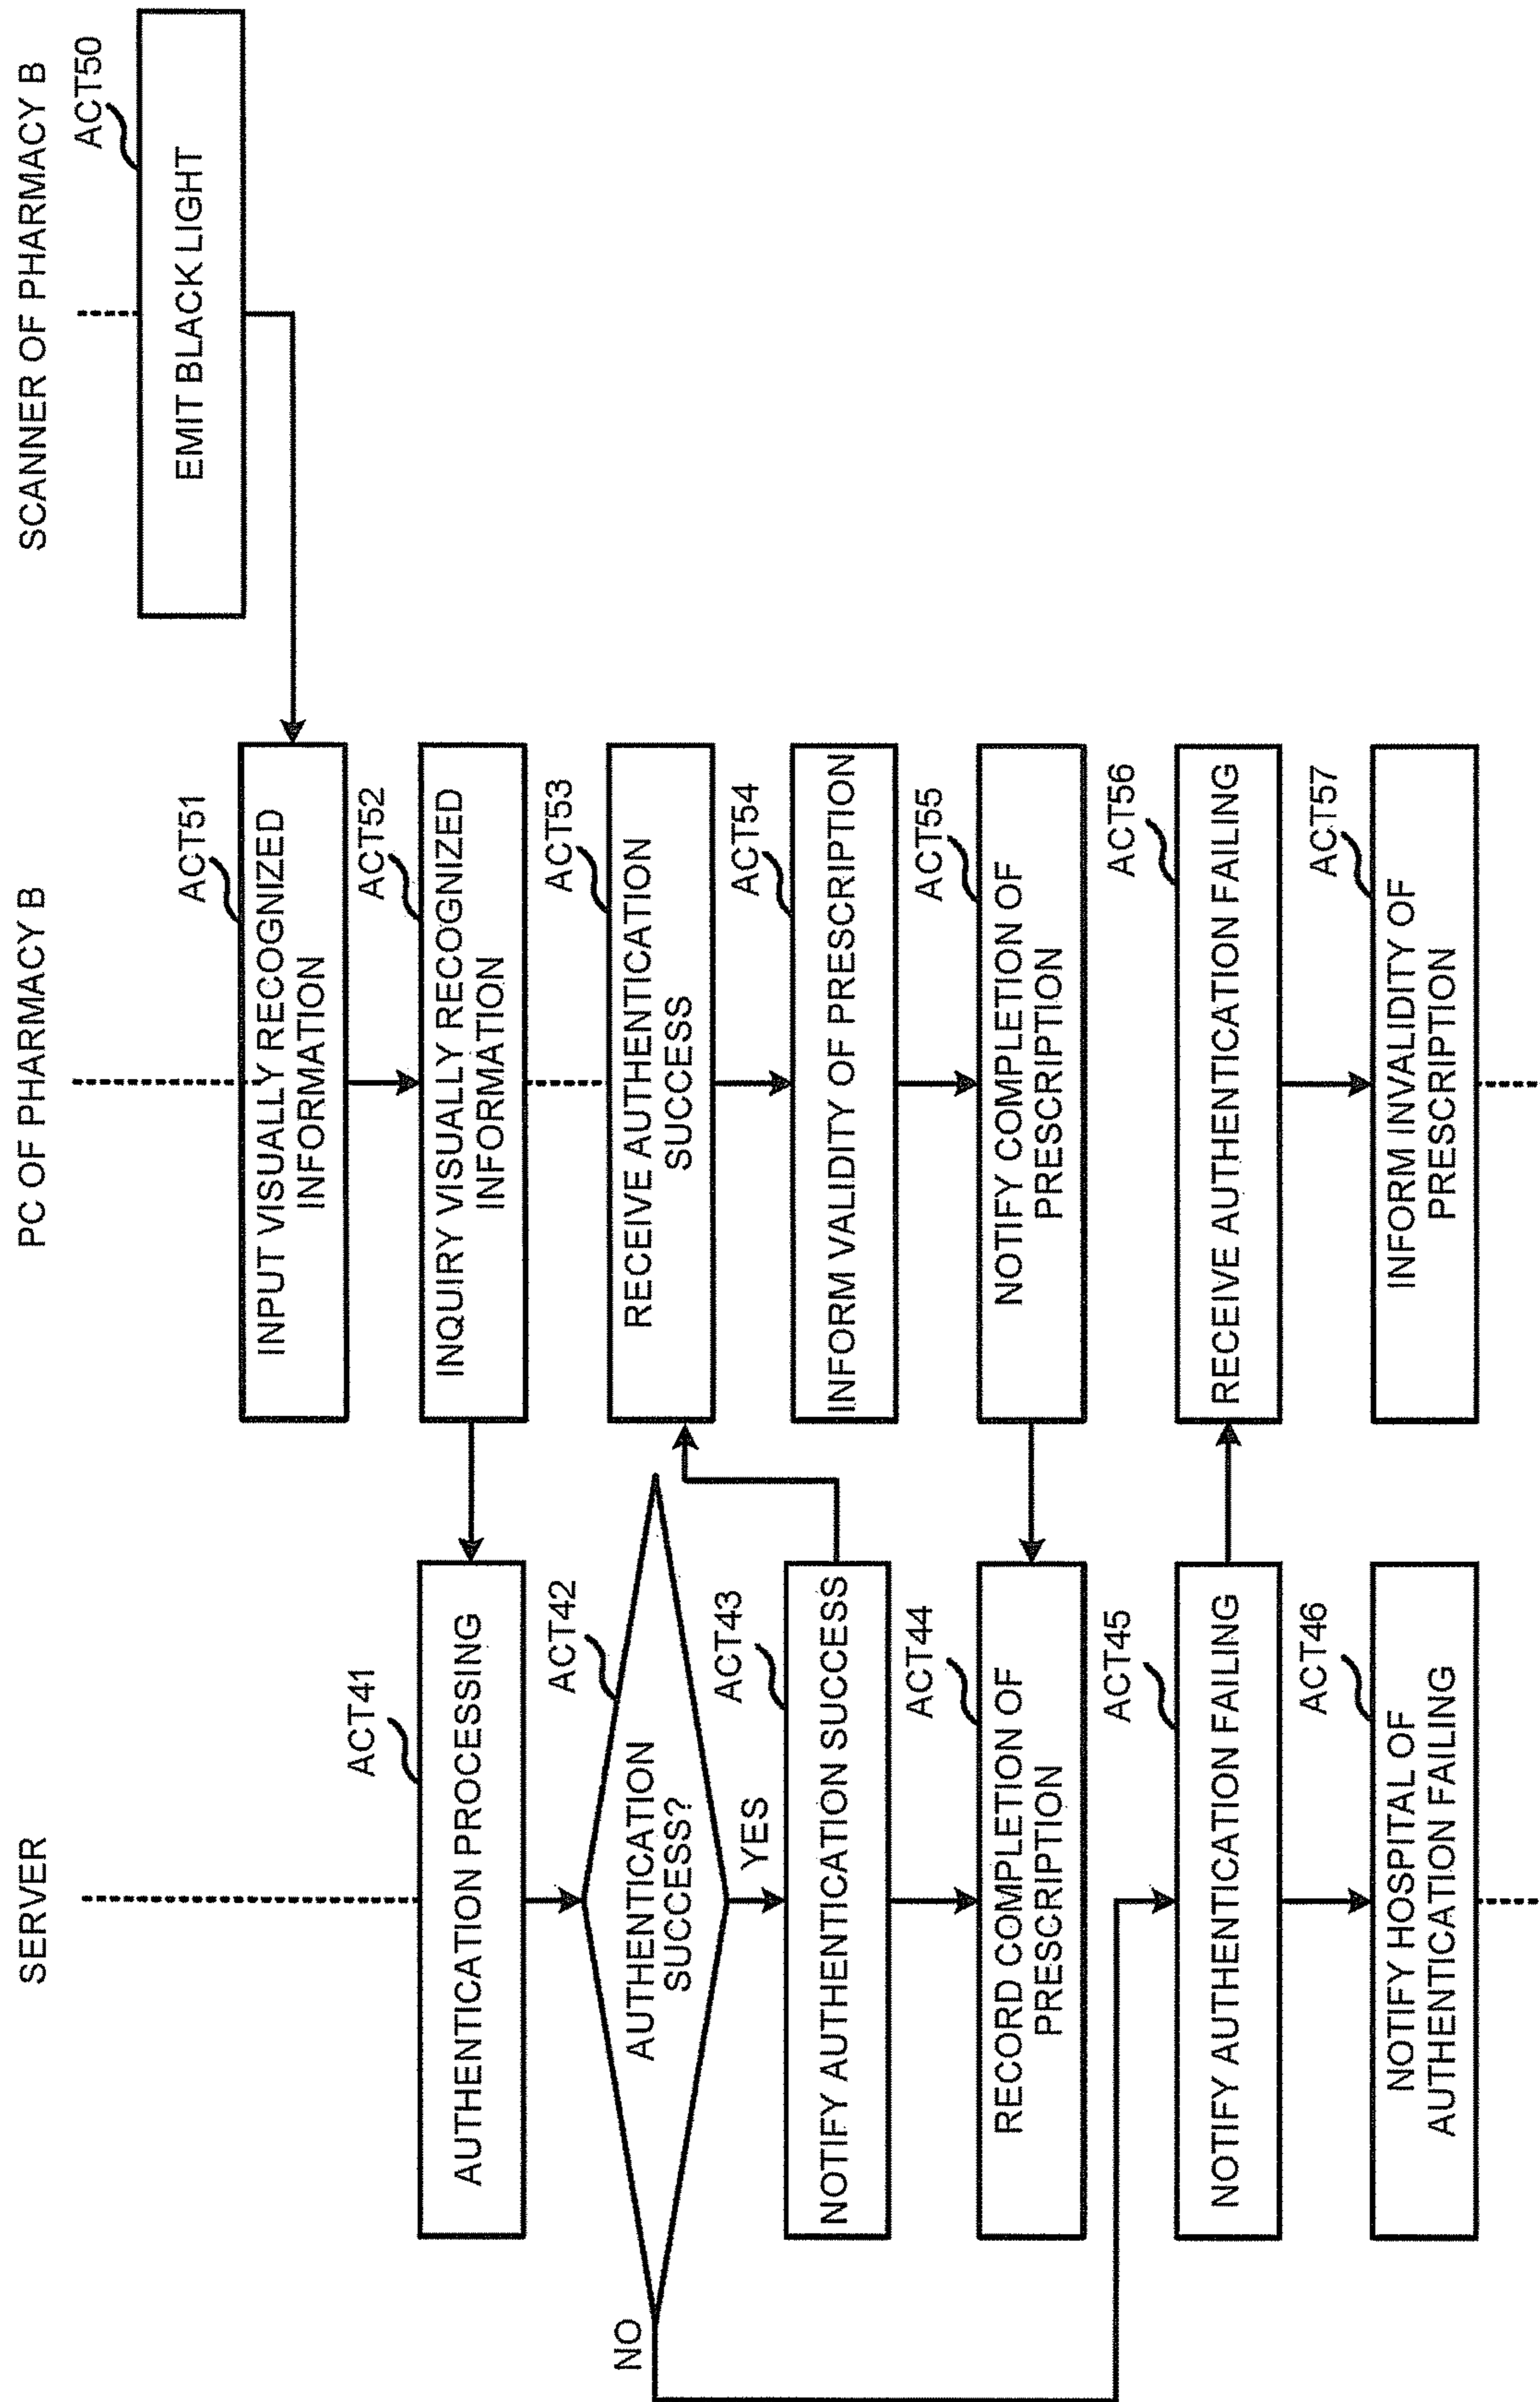 SERVER
PC OF PHARMACY B
SCANNER OF PHARMACY B
ACT50
EMIT BLACK LIGHT
ACT51
INPUT VISUALLY RECOGNIZED
INFORMATION
ACT41
AUTHENTICATION PROCESSING
ACT52
INQUIRY VISUALLY RECOGNIZED
INFORMATION
ACT42
AUTHENTICATION
SUCCESS?
NO
YES
ACT53
RECEIVE AUTHENTICATION
SUCCESS
ACT43
NOTIFY AUTHENTICATION SUCCESS
ACT54
INFORM VALIDITY OF PRESCRIPTION
ACT44
RECORD COMPLETION OF
PRESCRIPTION
ACT55
NOTIFY COMPLETION OF
PRESCRIPTION
ACT45
NOTIFY AUTHENTICATION FAILING
ACT56
RECEIVE AUTHENTICATION FAILING
ACT46
NOTIFY HOSPITAL OF
AUTHENTICATION FAILING
ACT57
INFORM INVALIDITY OF
PRESCRIPTION